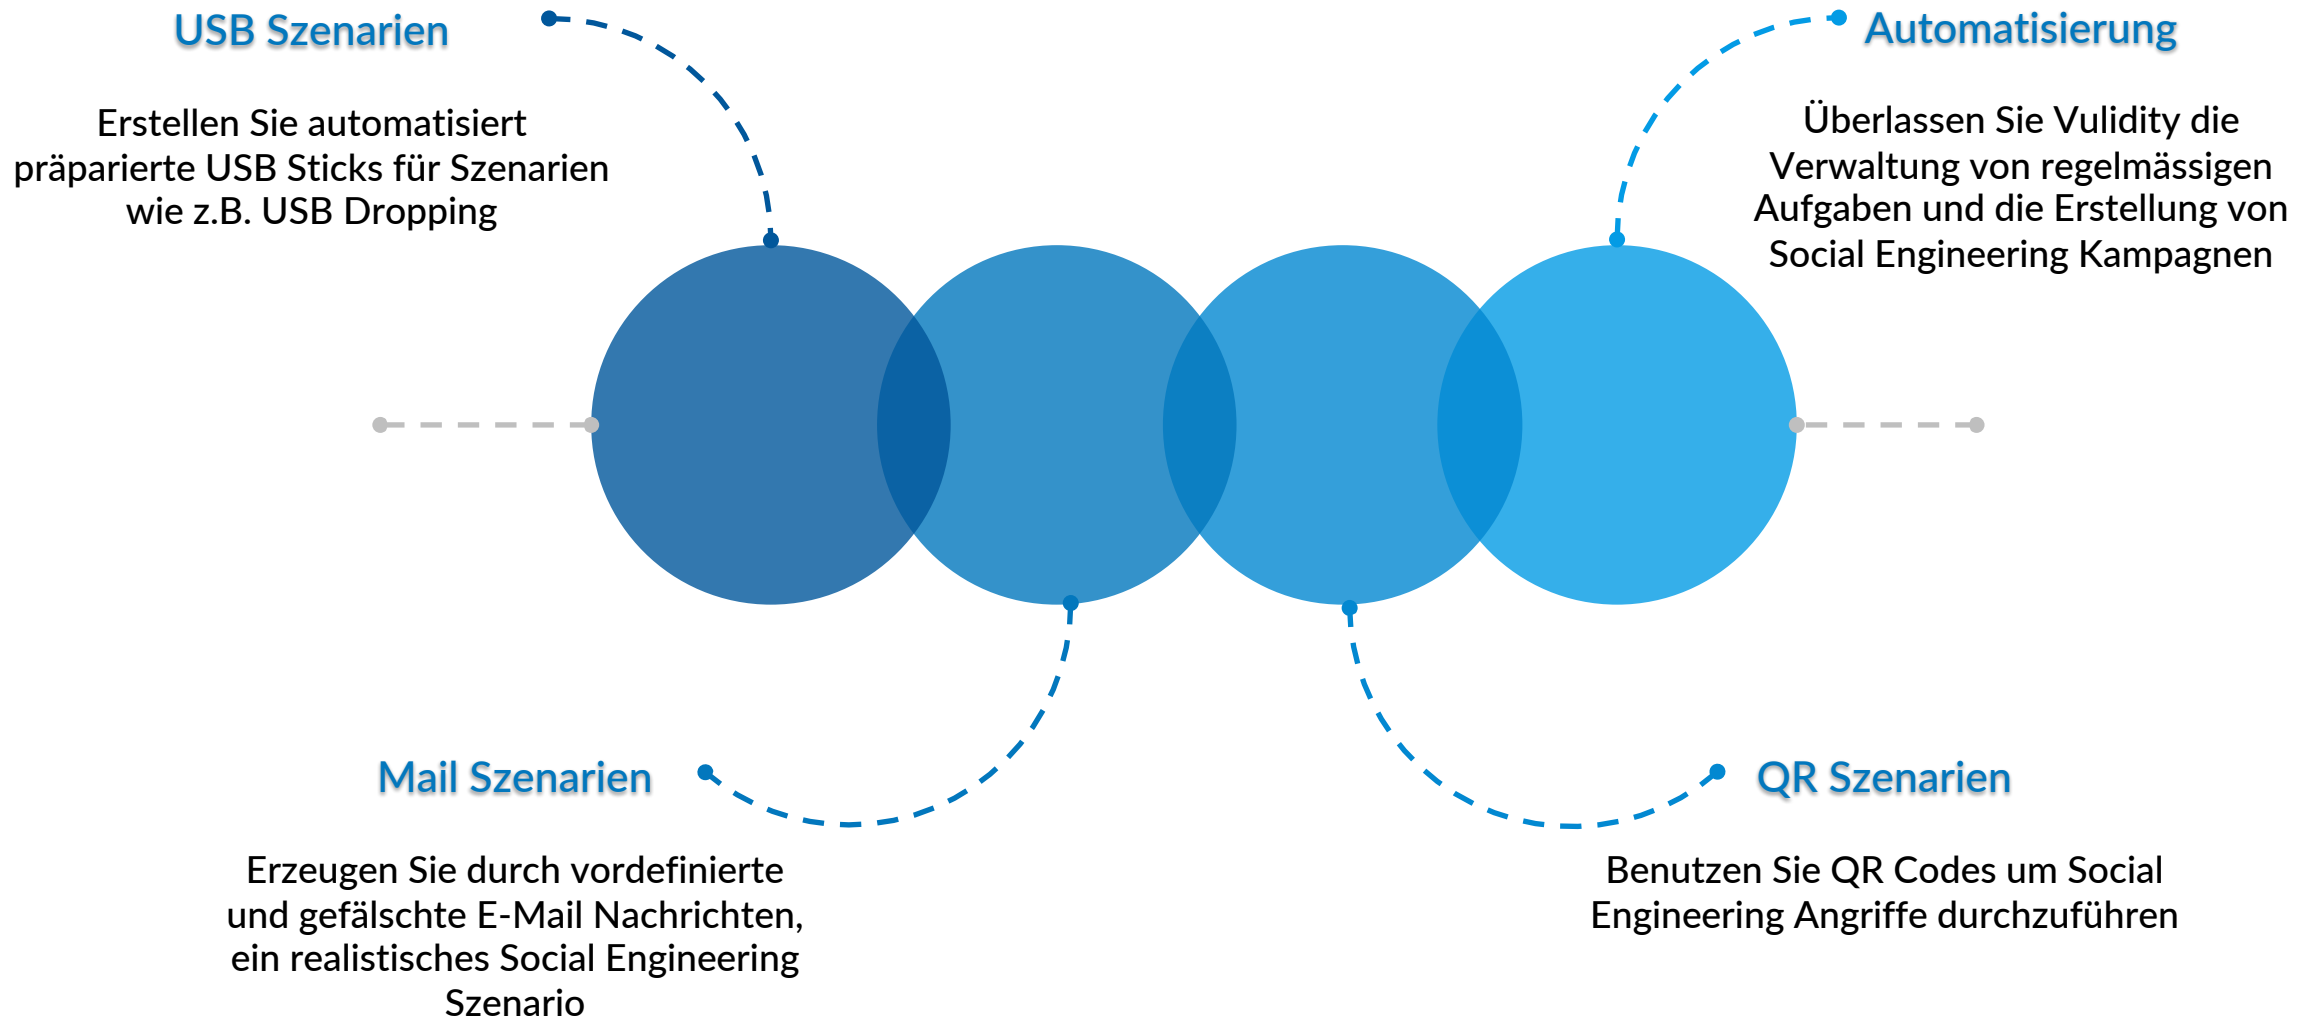 USB Szenarien
Erstellen Sie automatisiert
präparierte USB Sticks für Szenarien
wie z.B. USB Dropping
Automatisierung
Überlassen Sie Vulidity die
Verwaltung von regelmässigen
Aufgaben und die Erstellung von
Social Engineering Kampagnen
Mail Szenarien
Erzeugen Sie durch vordefinierte
und gefälschte E-Mail Nachrichten,
ein realistisches Social Engineering
Szenario
QR Szenarien
Benutzen Sie QR Codes um Social
Engineering Angriffe durchzuführen